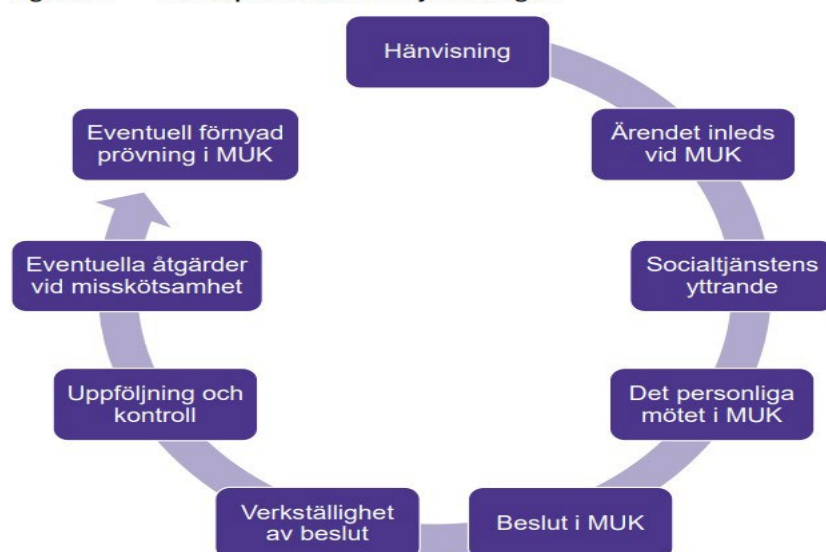 Hänvisning
Ärendet inleds
vid MUK
Socialtjänstens
yttrande
Det personliga
mötet i MUK
Beslut i MUK
Verkställighet
av beslut
Uppföljning och
kontroll
Eventuella åtgärder
vid misskötsamhet
Eventuell förnyad
prövning i MUK